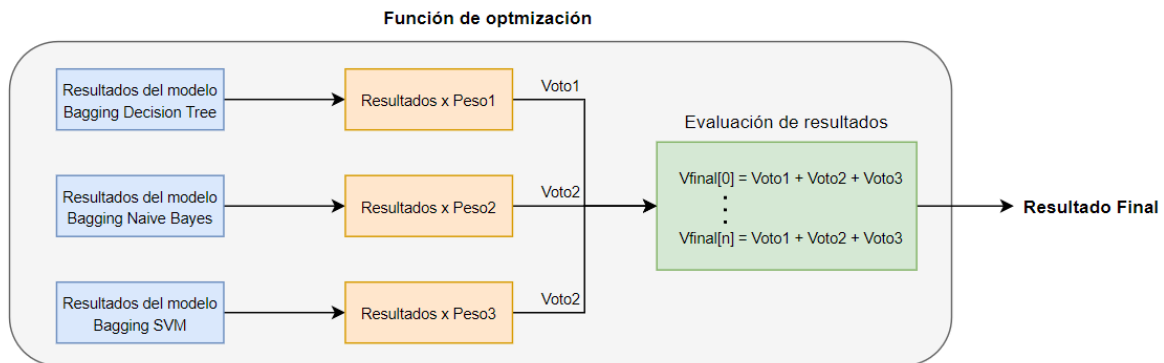 Función de optmización
Resultados del modelo
Bagging Decision Tree
Resultados x Peso1
Voto1
Resultados del modelo
Bagging Naive Bayes
Resultados x Peso2
Voto2
Resultados del modelo
Bagging SVM
Resultados x Peso3
Voto2
Evaluación de resultados
Vfinal[0] = Voto1 + Voto2 + Voto3
Vfinal[n] = Voto1 + Voto2 + Voto3
Resultado Final